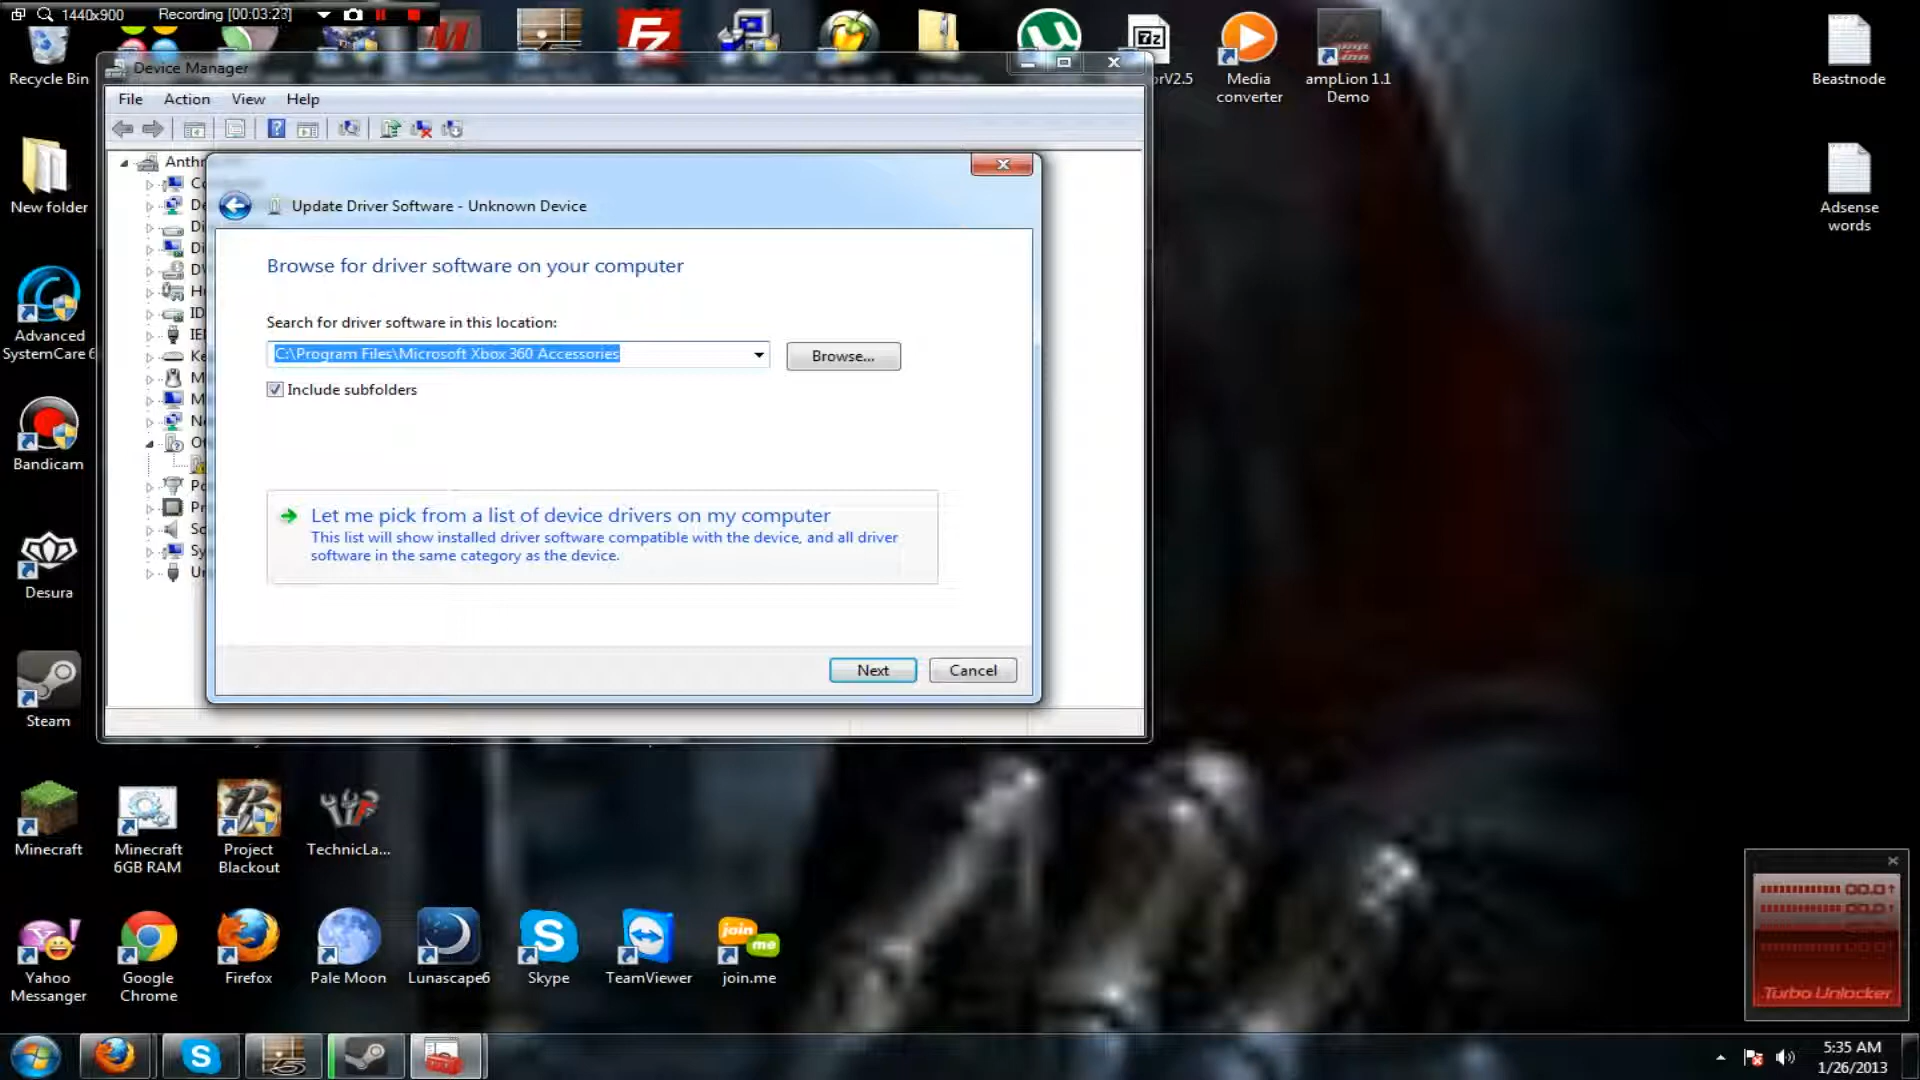 1440x900 Recording [00:03:23]
Recycle Bin
orV2.5
Media converter
ampLion 1.1 Demo
Beastnode
Device Manager
File Action View Help
Anthr
New folder
Adsense words
Update Driver Software - Unknown Device
Browse for driver software on your computer
Search for driver software in this location:
C:\Program Files\Microsoft Xbox 360 Accessories
Browse...
Include subfolders
Let me pick from a list of device drivers on my computer
This list will show installed driver software compatible with the device, and all driver
software in the same category as the device.
Next Cancel
Advanced SystemCare 6
Bandicam
Desura
Steam
Minecraft
Minecraft 6GB RAM
Project Blackout
TechnicLa...
Yahoo Messanger
Google Chrome
Firefox
Pale Moon
Lunascape6
Skype
TeamViewer
join.me
Turbo Unlocker
5:35 AM
1/26/2013